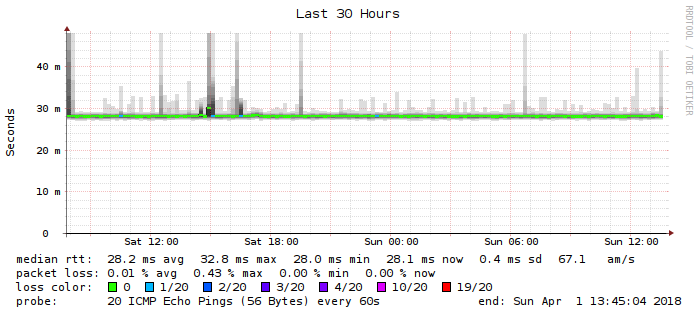 Last 30 Hours
RRDTOOL / TOBI OETIKER
Seconds
40 m
30 m
20 m
10 m
0
Sat 12:00 Sat 18:00 Sun 00:00 Sun 06:00 Sun 12:00
median rtt: 28.2 ms avg 32.8 ms max 28.0 ms min 28.1 ms now 0.4 ms sd 67.1 am/s
packet loss: 0.01 % avg 0.43 % max 0.00 % min 0.00 % now
loss color: 0 1/20 2/20 3/20 4/20 10/20 19/20
probe: 20 ICMP Echo Pings (56 Bytes) every 60s end: Sun Apr 1 13:45:04 2018